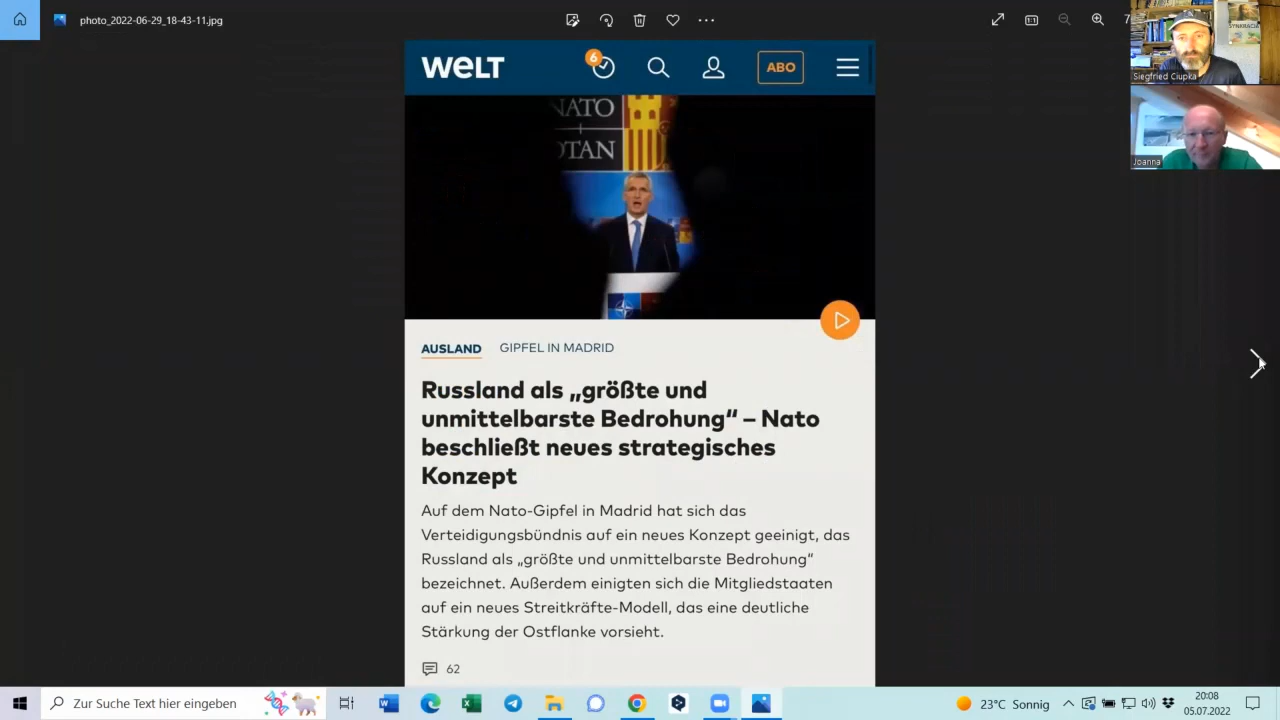 photo_2022-06-29_18-43-11.jpg
Siegfried Ciupka
Joanna
WELT
6
ABO
NATO
OTAN
AUSLAND GIPFEL IN MADRID
Russland als „größte und
unmittelbarste Bedrohung“ – Nato
beschließt neues strategisches
Konzept
Auf dem Nato-Gipfel in Madrid hat sich das
Verteidigungsbündnis auf ein neues Konzept geeinigt, das
Russland als „größte und unmittelbarste Bedrohung“
bezeichnet. Außerdem einigten sich die Mitgliedstaaten
auf ein neues Streitkräfte-Modell, das eine deutliche
Stärkung der Ostflanke vorsieht.
62
Zur Suche Text hier eingeben
23°C Sonnig
20:08
05.07.2022